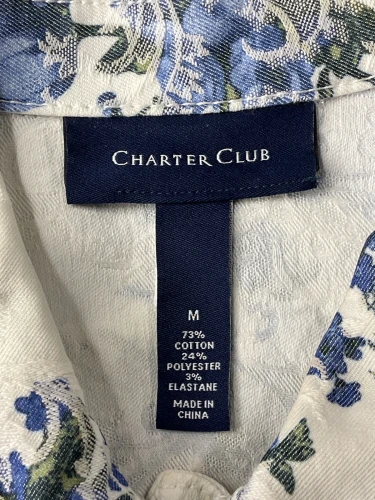 CHARTER CLUB
M
73%
COTTON
24%
POLYESTER
3%
ELASTANE
MADE IN
CHINA